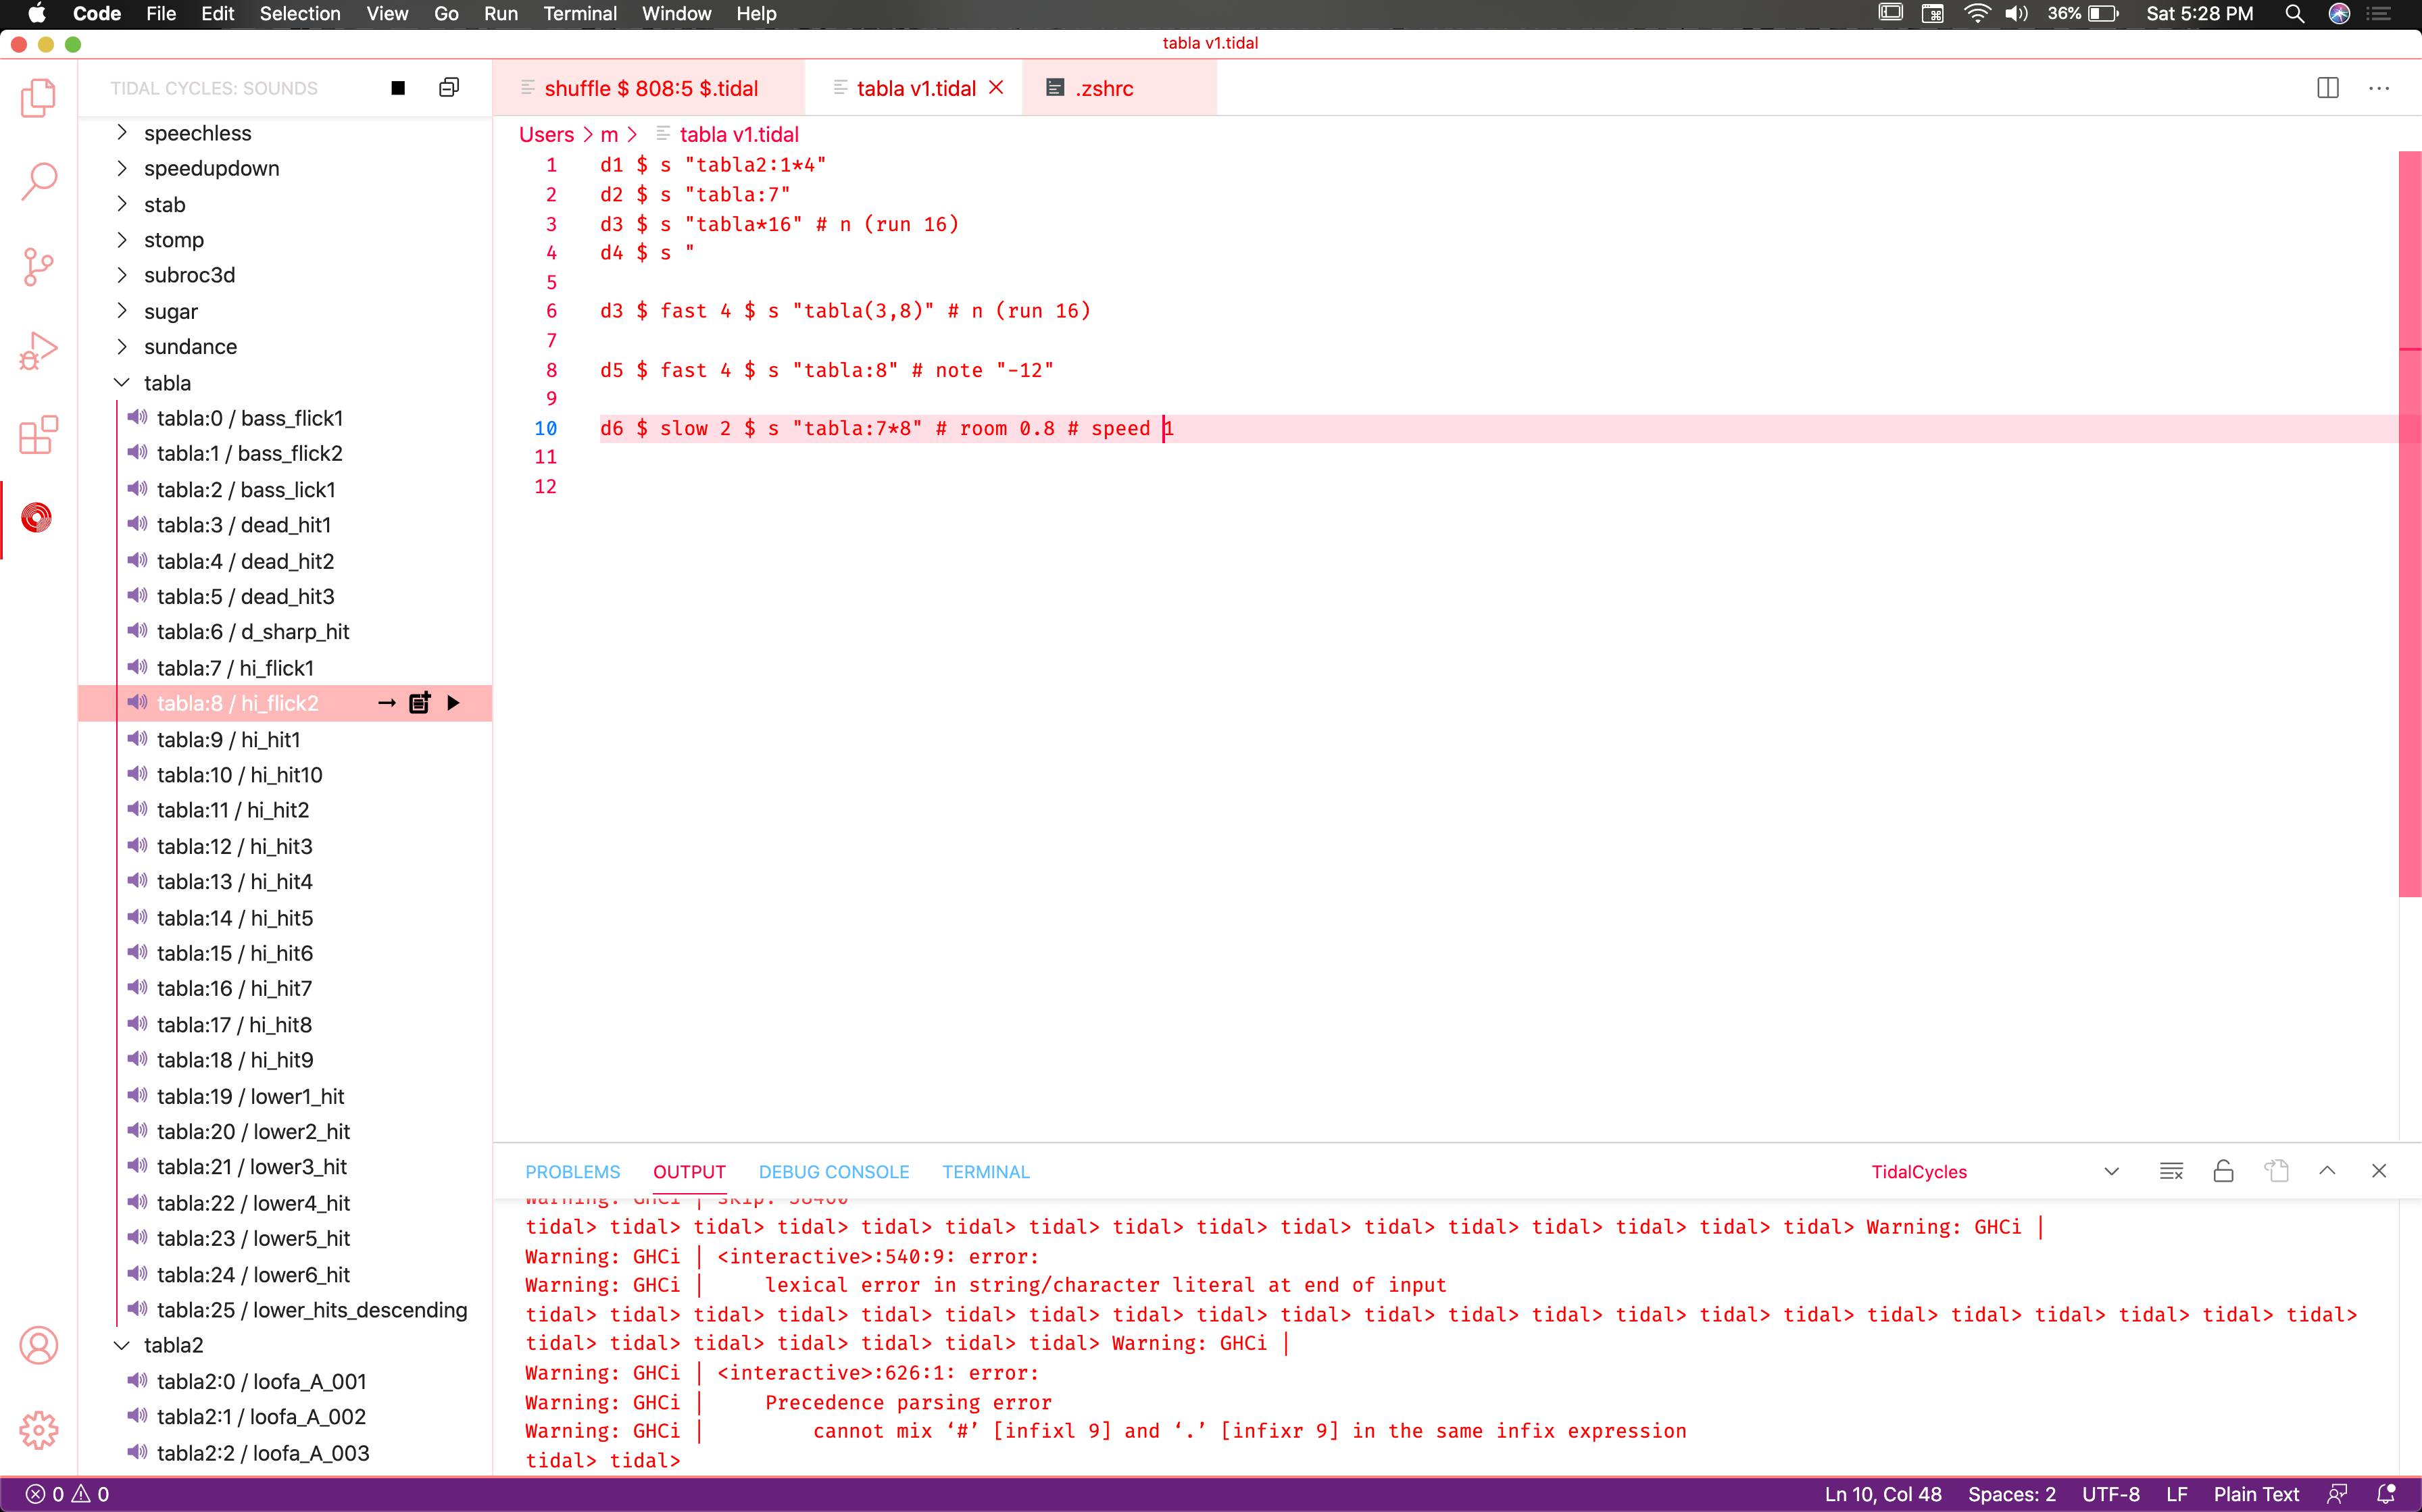 Code File Edit Selection View Go Run Terminal Window Help 36% Sat 5:28 PM
tabla v1.tidal
TIDAL CYCLES: SOUNDS
shuffle $ 808:5 $.tidal tabla v1.tidal .zshrc
speechless
speedupdown
stab
stomp
subroc3d
sugar
sundance
tabla
tabla:0 / bass_flick1
tabla:1 / bass_flick2
tabla:2 / bass_lick1
tabla:3 / dead_hit1
tabla:4 / dead_hit2
tabla:5 / dead_hit3
tabla:6 / d_sharp_hit
tabla:7 / hi_flick1
tabla:8 / hi_flick2
tabla:9 / hi_hit1
tabla:10 / hi_hit10
tabla:11 / hi_hit2
tabla:12 / hi_hit3
tabla:13 / hi_hit4
tabla:14 / hi_hit5
tabla:15 / hi_hit6
tabla:16 / hi_hit7
tabla:17 / hi_hit8
tabla:18 / hi_hit9
tabla:19 / lower1_hit
tabla:20 / lower2_hit
tabla:21 / lower3_hit
tabla:22 / lower4_hit
tabla:23 / lower5_hit
tabla:24 / lower6_hit
tabla:25 / lower_hits_descending
tabla2
tabla2:0 / loofa_A_001
tabla2:1 / loofa_A_002
tabla2:2 / loofa_A_003
Users > m > tabla v1.tidal
1 d1 $ s "tabla2:1*4"
2 d2 $ s "tabla:7"
3 d3 $ s "tabla*16" # n (run 16)
4 d4 $ s "
5
6 d3 $ fast 4 $ s "tabla(3,8)" # n (run 16)
7
8 d5 $ fast 4 $ s "tabla:8" # note "-12"
9
10 d6 $ slow 2 $ s "tabla:7*8" # room 0.8 # speed 1
11
12
PROBLEMS OUTPUT DEBUG CONSOLE TERMINAL TidalCycles
Warning: GHCi | skip: 58460
tidal> tidal> tidal> tidal> tidal> tidal> tidal> tidal> tidal> tidal> tidal> tidal> tidal> tidal> tidal> tidal> Warning: GHCi |
Warning: GHCi | <interactive>:540:9: error:
Warning: GHCi |     lexical error in string/character literal at end of input
tidal> tidal> tidal> tidal> tidal> tidal> tidal> tidal> tidal> tidal> tidal> tidal> tidal> tidal> tidal> tidal> tidal> tidal> tidal> tidal> tidal> tidal>
tidal> tidal> tidal> tidal> tidal> tidal> tidal> Warning: GHCi |
Warning: GHCi | <interactive>:626:1: error:
Warning: GHCi |     Precedence parsing error
Warning: GHCi |         cannot mix ‘#’ [infixl 9] and ‘.’ [infixr 9] in the same infix expression
tidal> tidal>
0 0 Ln 10, Col 48 Spaces: 2 UTF-8 LF Plain Text